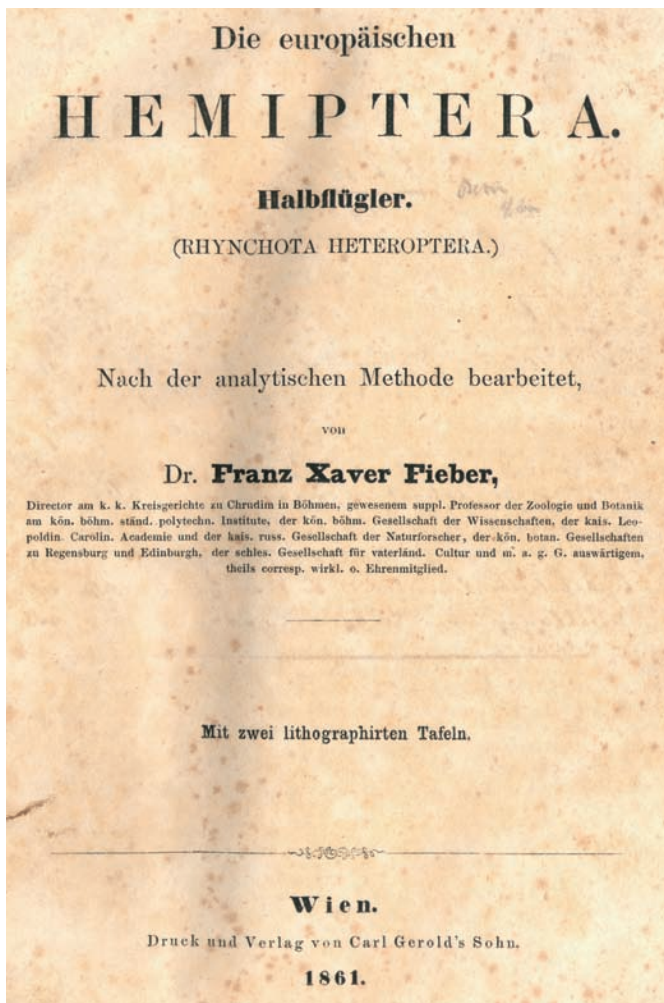 Die europäischen
HEMIPTERA.
Halbflügler.
(RHYNCHOTA HETEROPTERA.)
Nach der analytischen Methode bearbeitet,
von
Dr. Franz Xaver Fieber,
Director am k. k. Kreisgerichte zu Chrudim in Böhmen, gewesenem suppl. Professor der Zoologie und Botanik
am kön. böhm. ständ. polytechn. Institute, der kön. böhm. Gesellschaft der Wissenschaften, der kais. Leo-
poldin. Carolin. Academie und der kais. russ. Gesellschaft der Naturforscher, der kön. botan. Gesellschaften
zu Regensburg und Edinburgh, der schles. Gesellschaft für vaterländ. Cultur und m. a. g. G. auswärtigem,
theils corresp. wirkl. o. Ehrenmitglied.
Mit zwei lithographirten Tafeln.
Wien.
Druck und Verlag von Carl Gerold's Sohn.
1861.